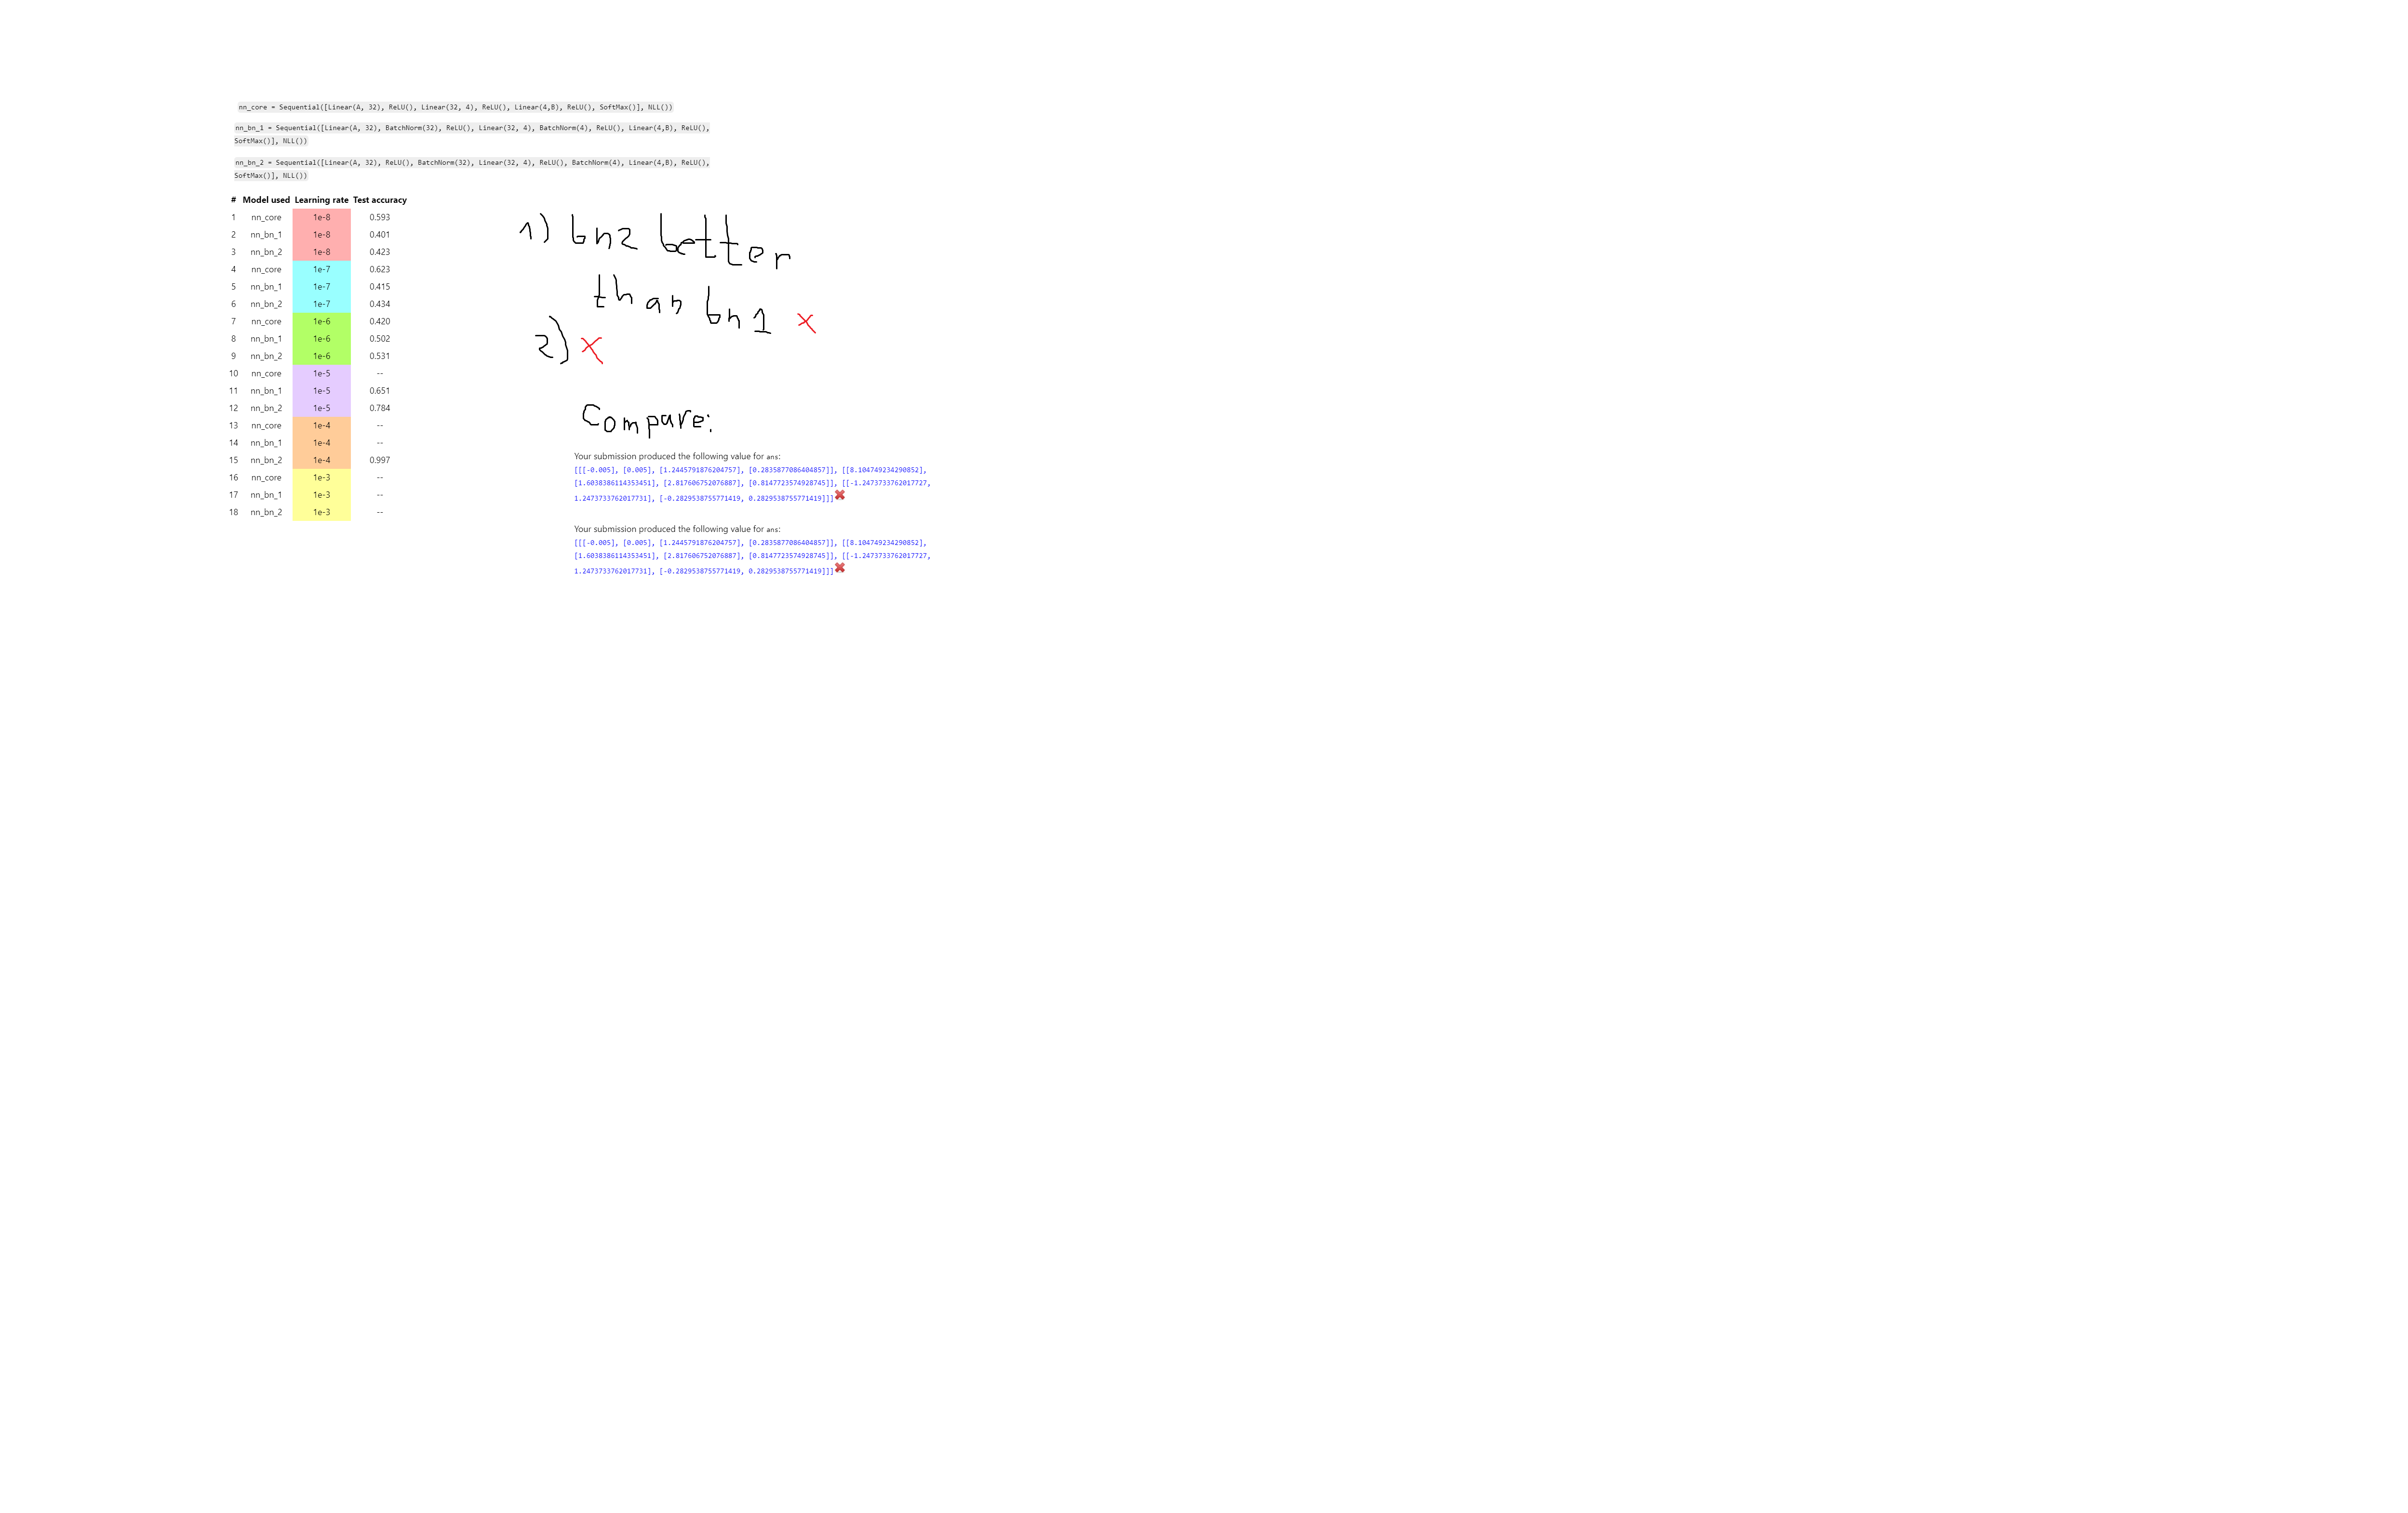 nn_core = Sequential([Linear(A, 32), ReLU(), Linear(32, 4), ReLU(), Linear(4,B), ReLU(), SoftMax()], NLL())
nn_bn_1 = Sequential([Linear(A, 32), BatchNorm(32), ReLU(), Linear(32, 4), BatchNorm(4), ReLU(), Linear(4,B), ReLU(),
SoftMax()], NLL())
nn_bn_2 = Sequential([Linear(A, 32), ReLU(), BatchNorm(32), Linear(32, 4), ReLU(), BatchNorm(4), Linear(4,B), ReLU(),
SoftMax()], NLL())
# Model used Learning rate Test accuracy
1 nn_core 1e-8 0.593
2 nn_bn_1 1e-8 0.401
3 nn_bn_2 1e-8 0.423
4 nn_core 1e-7 0.623
5 nn_bn_1 1e-7 0.415
6 nn_bn_2 1e-7 0.434
7 nn_core 1e-6 0.420
8 nn_bn_1 1e-6 0.502
9 nn_bn_2 1e-6 0.531
10 nn_core 1e-5 --
11 nn_bn_1 1e-5 0.651
12 nn_bn_2 1e-5 0.784
13 nn_core 1e-4 --
14 nn_bn_1 1e-4 --
15 nn_bn_2 1e-4 0.997
16 nn_core 1e-3 --
17 nn_bn_1 1e-3 --
18 nn_bn_2 1e-3 --
1) bn2 better
than bn1 x
2) x
Compare:
Your submission produced the following value for ans:
[[[-0.005], [0.005], [1.2445791876204757], [0.2835877086404857]], [[8.104749234290852],
[1.6038386114353451], [2.817606752076887], [0.8147723574928745]], [[-1.2473733762017727,
1.2473733762017731], [-0.2829538755771419, 0.2829538755771419]]]
Your submission produced the following value for ans:
[[[-0.005], [0.005], [1.2445791876204757], [0.2835877086404857]], [[8.104749234290852],
[1.6038386114353451], [2.817606752076887], [0.8147723574928745]], [[-1.2473733762017727,
1.2473733762017731], [-0.2829538755771419, 0.2829538755771419]]]